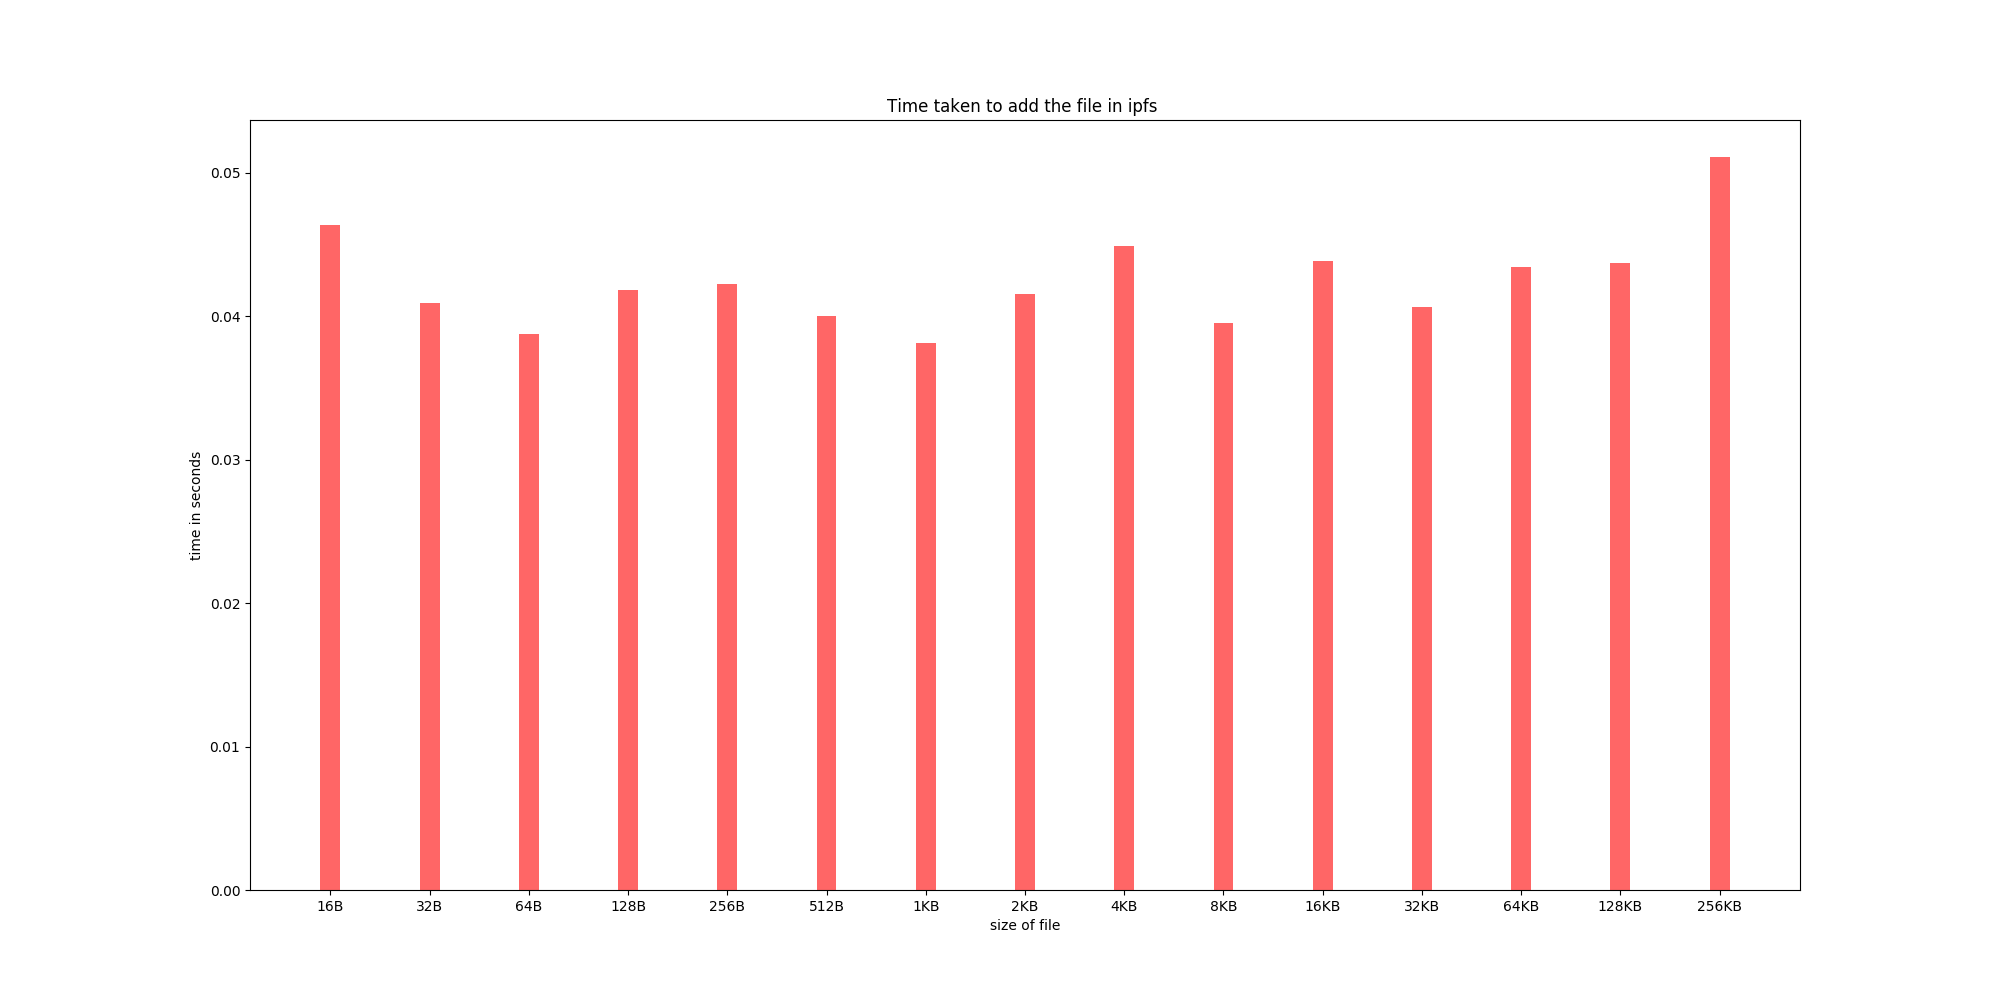 Time taken to add the file in ipfs
0.05
0.04
0.03
0.02
0.01
0.00
time in seconds
16B 32B 64B 128B 256B 512B 1KB 2KB 4KB 8KB 16KB 32KB 64KB 128KB 256KB
size of file